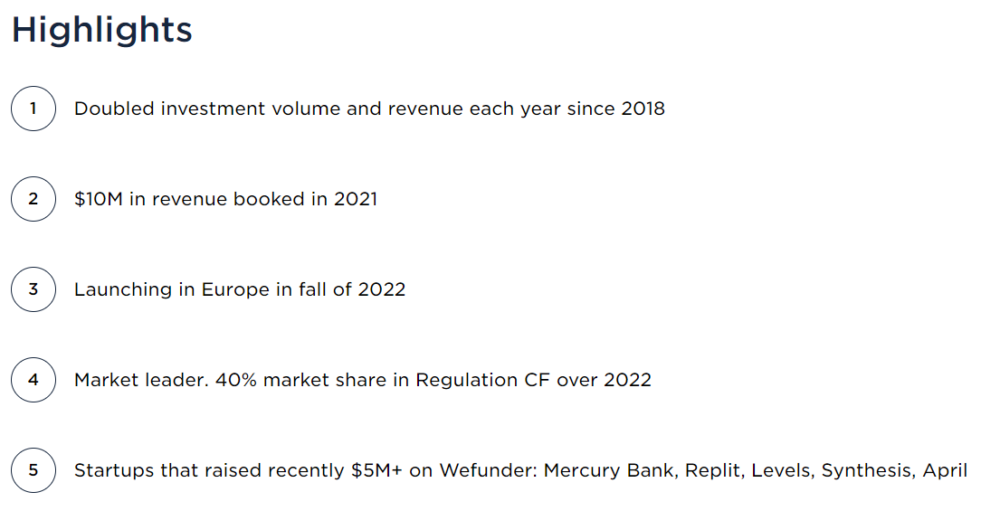 Highlights
1 Doubled investment volume and revenue each year since 2018
2 $10M in revenue booked in 2021
3 Launching in Europe in fall of 2022
4 Market leader. 40% market share in Regulation CF over 2022
5 Startups that raised recently $5M+ on Wefunder: Mercury Bank, Replit, Levels, Synthesis, April